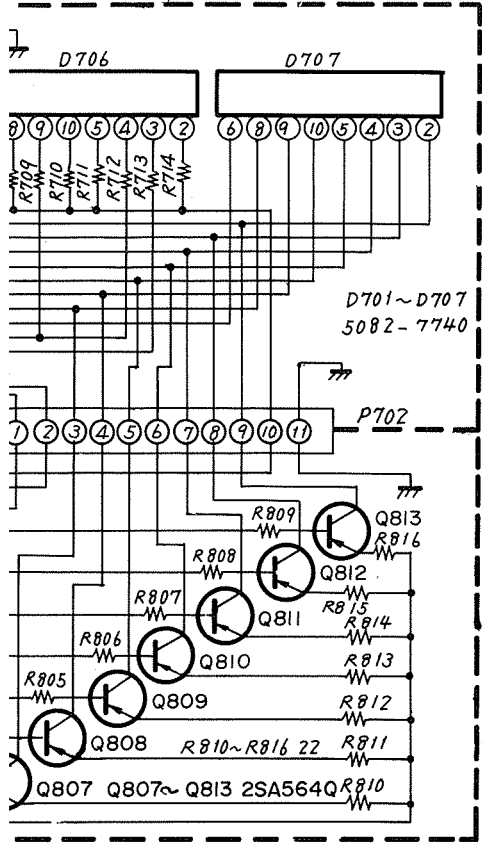 D706 D707
8 9 10 5 4 3 2 6 8 9 10 5 4 3 2
R709 R710 R711 R712 R713 R714
D701~D707
5082-7740
P702
1 2 3 4 5 6 7 8 9 10 11
R809 Q813
R816
R808 Q812
R815
R807 Q811 R814
R806 Q810 R813
R805 Q809 R812
Q808 R810~R816 22 R811
Q807 Q807~Q813 2SA564Q R810